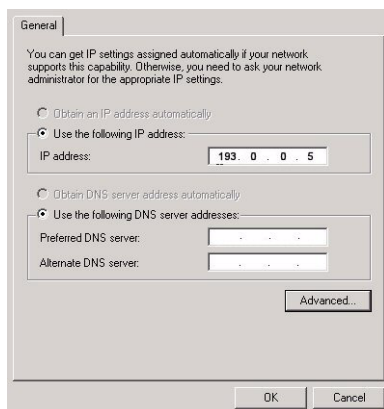 General
You can get IP settings assigned automatically if your network
supports this capability. Otherwise, you need to ask your network
administrator for the appropriate IP settings.
Obtain an IP address automatically
Use the following IP address:
IP address: 193. 0 . 0 . 5
Obtain DNS server address automatically
Use the following DNS server addresses:
Preferred DNS server: . . .
Alternate DNS server: . . .
Advanced...
OK Cancel